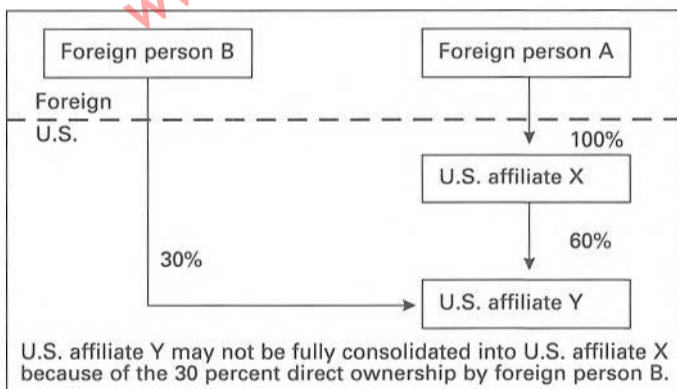 Foreign person B
Foreign person A
Foreign
U.S.
100%
U.S. affiliate X
60%
30%
U.S. affiliate Y
U.S. affiliate Y may not be fully consolidated into U.S. affiliate X
because of the 30 percent direct ownership by foreign person B.